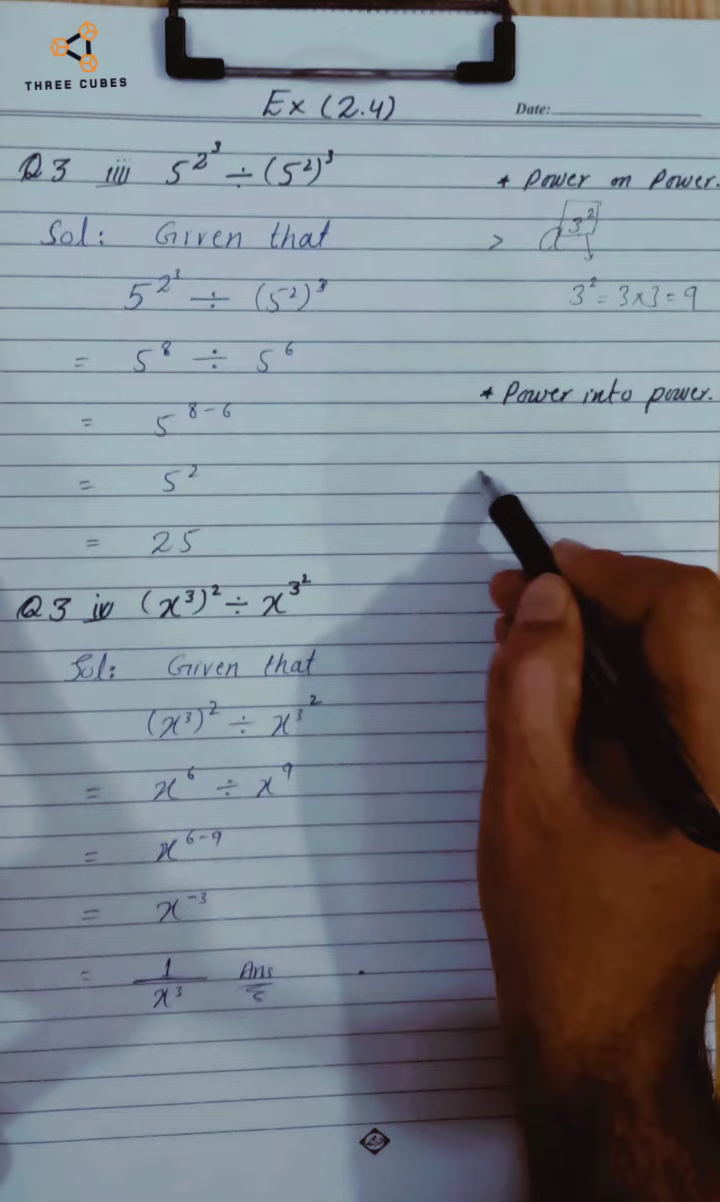 THREE CUBES
Ex (2.4)
Date:
Q3 iii 5^2^3 ÷ (5^2)^3
Sol: Given that
5^2^3 ÷ (5^2)^3
= 5^8 ÷ 5^6
= 5^8-6
= 5^2
= 25
Q3 iv (x^3)^2 ÷ x^3^2
Sol: Given that
(x^3)^2 ÷ x^3^2
= x^6 ÷ x^9
= x^6-9
= x^-3
= 1/x^3 Ans
* Power on Power.
> a^3^2
3^2 = 3×3 = 9
* Power into power.